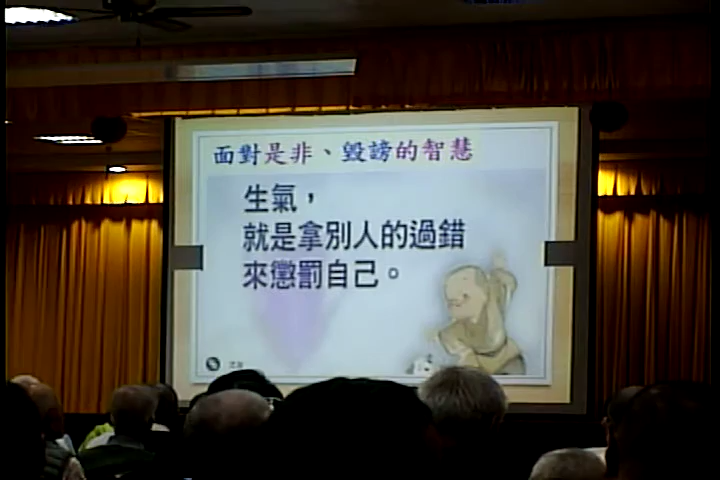 面對是非、毀謗的智慧
生氣，
就是拿別人的過錯
來懲罰自己。